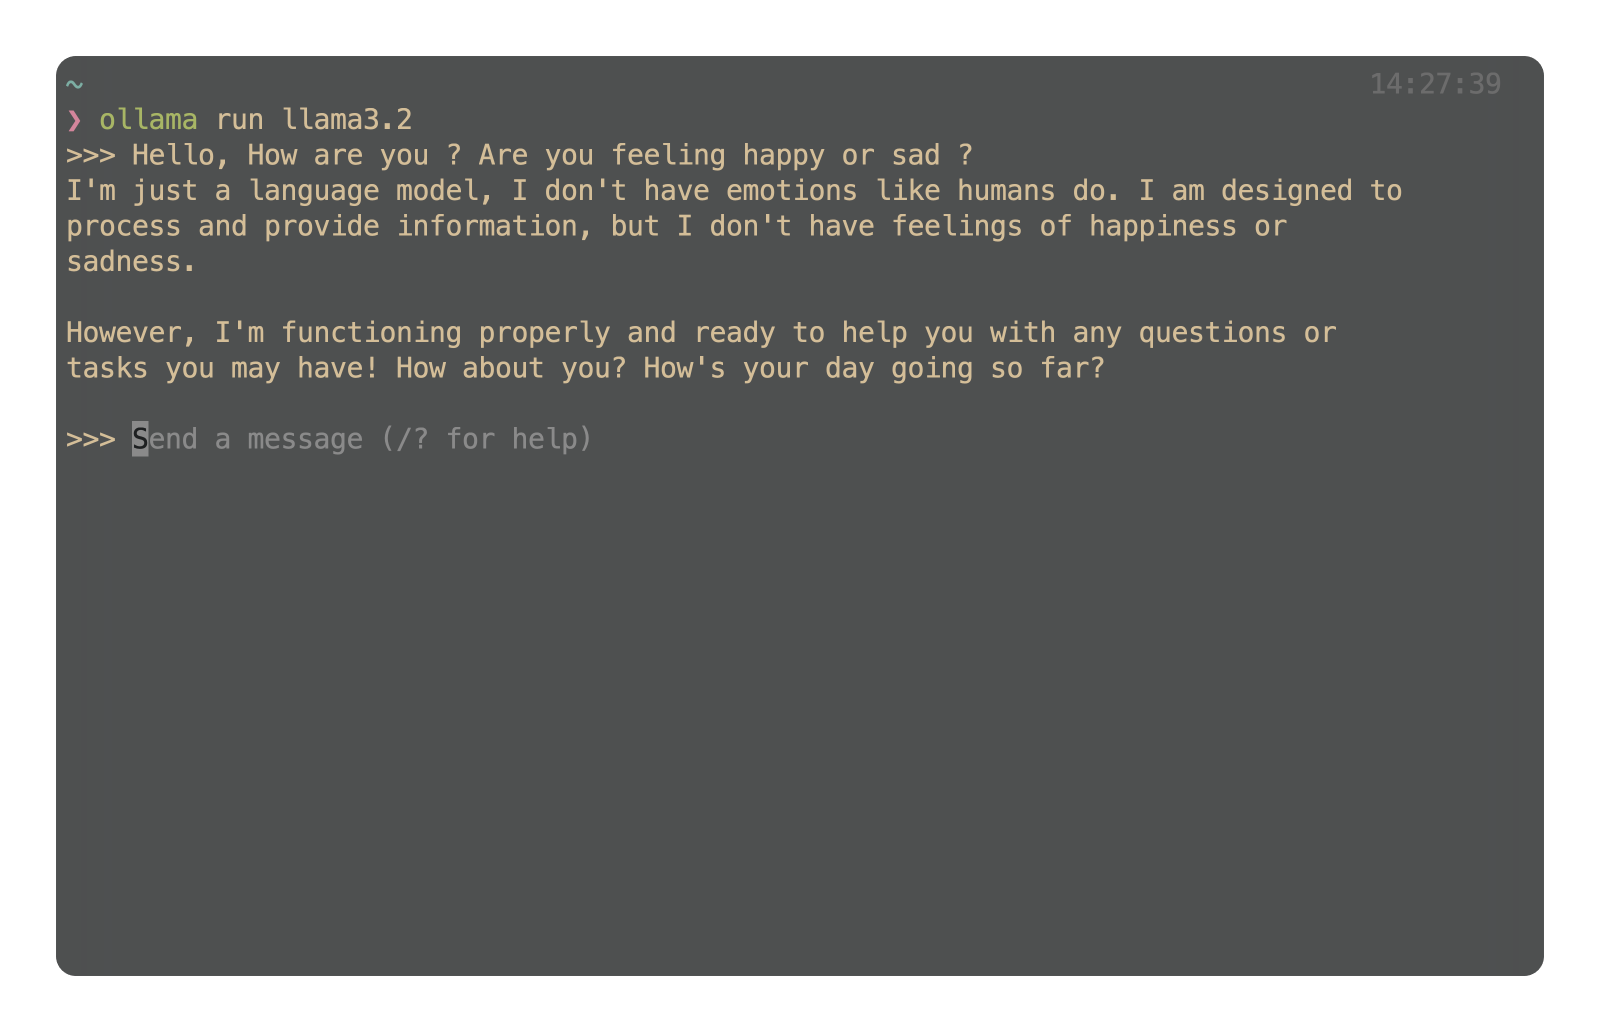 ~ 14:27:39
❯ ollama run llama3.2
>>> Hello, How are you ? Are you feeling happy or sad ?
I'm just a language model, I don't have emotions like humans do. I am designed to
process and provide information, but I don't have feelings of happiness or
sadness.
However, I'm functioning properly and ready to help you with any questions or
tasks you may have! How about you? How's your day going so far?
>>> Send a message (/? for help)